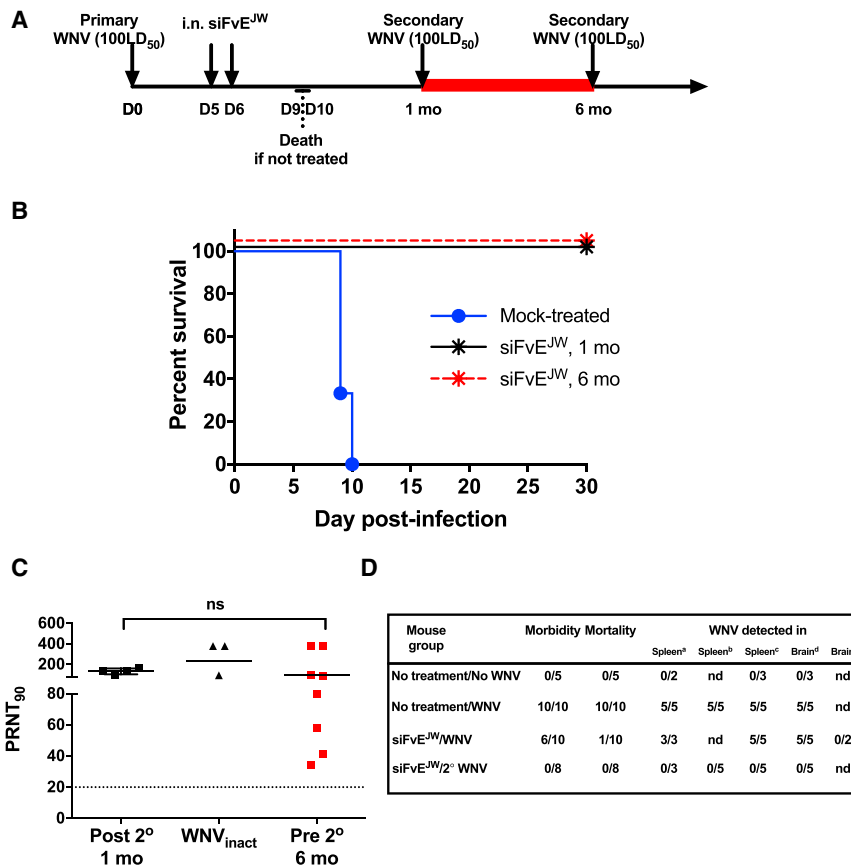 A
Primary
WNV (100LD50)
i.n. siFvEJW
Secondary
WNV (100LD50)
Secondary
WNV (100LD50)
D0
D5 D6
D9 D10
1 mo
6 mo
Death
if not treated
B
Percent survival
100
80
60
40
20
0
0 5 10 15 20 25 30
Day post-infection
Mock-treated
siFvEJW, 1 mo
siFvEJW, 6 mo
C
ns
PRNT90
600
400
200
80
60
40
20
0
Post 2o
1 mo
WNVinact
Pre 2o
6 mo
D
Mouse group Morbidity Mortality WNV detected in
Spleena Spleenb Spleenc Braind Brain
No treatment/No WNV 0/5 0/5 0/2 nd 0/3 0/3 nd
No treatment/WNV 10/10 10/10 5/5 5/5 5/5 5/5 nd
siFvEJW/WNV 6/10 1/10 3/3 nd 5/5 5/5 0/2
siFvEJW/2° WNV 0/8 0/8 0/3 0/5 0/5 0/5 nd